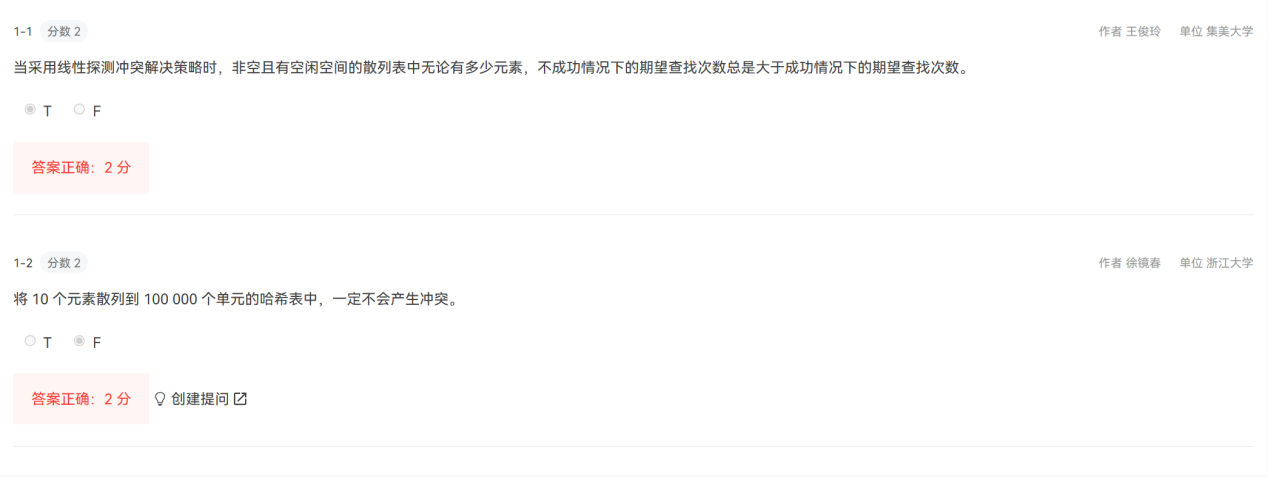 1-1 分数 2 作者 王俊玲 单位 集美大学
当采用线性探测冲突解决策略时，非空且有空闲空间的散列表中无论有多少元素，不成功情况下的期望查找次数总是大于成功情况下的期望查找次数。
T F
答案正确：2 分
1-2 分数 2 作者 徐镜春 单位 浙江大学
将 10 个元素散列到 100 000 个单元的哈希表中，一定不会产生冲突。
T F
答案正确：2 分 创建提问